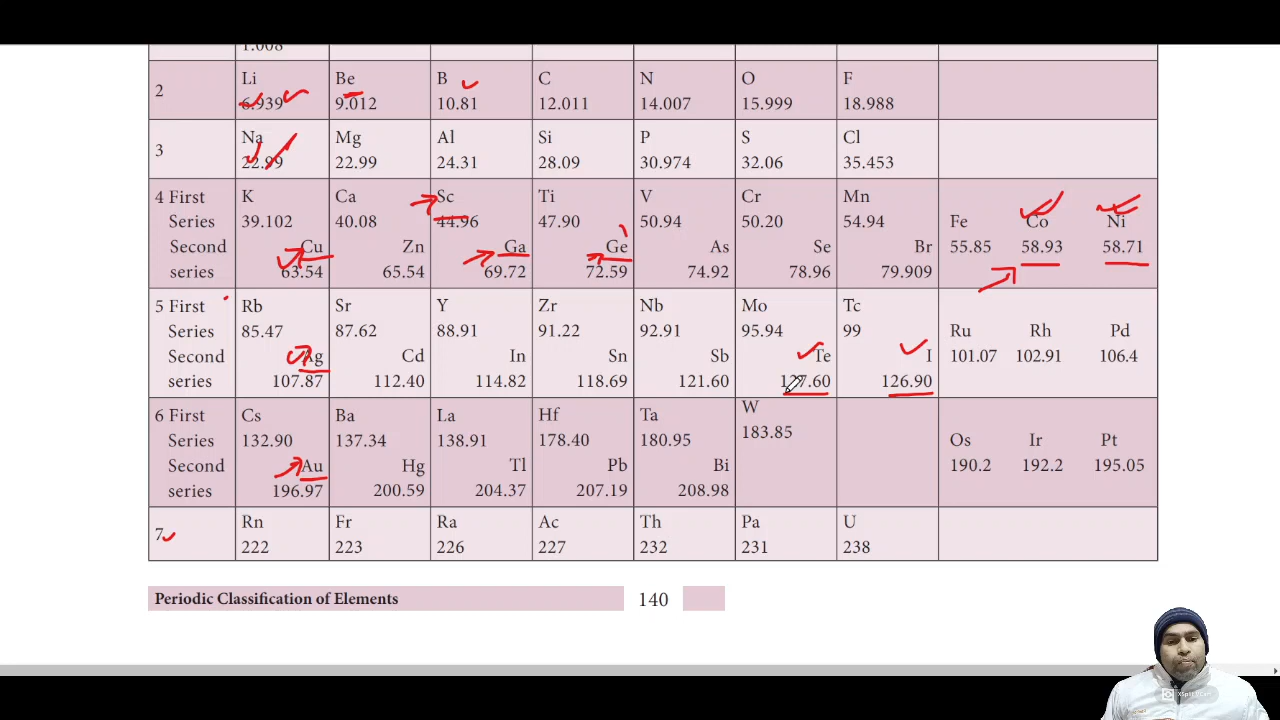 1.008
2 Li Be B C N O F
6.939 9.012 10.81 12.011 14.007 15.999 18.988
3 Na Mg Al Si P S Cl
22.99 22.99 24.31 28.09 30.974 32.06 35.453
4 First K Ca Sc Ti V Cr Mn
Series 39.102 40.08 44.96 47.90 50.94 50.20 54.94 Fe Co Ni
Second Cu Zn Ga Ge As Se Br 55.85 58.93 58.71
series 63.54 65.54 69.72 72.59 74.92 78.96 79.909
5 First Rb Sr Y Zr Nb Mo Tc
Series 85.47 87.62 88.91 91.22 92.91 95.94 99 Ru Rh Pd
Second Ag Cd In Sn Sb Te I 101.07 102.91 106.4
series 107.87 112.40 114.82 118.69 121.60 127.60 126.90
6 First Cs Ba La Hf Ta W
Series 132.90 137.34 138.91 178.40 180.95 183.85 Os Ir Pt
Second Au Hg Tl Pb Bi 190.2 192.2 195.05
series 196.97 200.59 204.37 207.19 208.98
7 Rn Fr Ra Ac Th Pa U
222 223 226 227 232 231 238
Periodic Classification of Elements 140